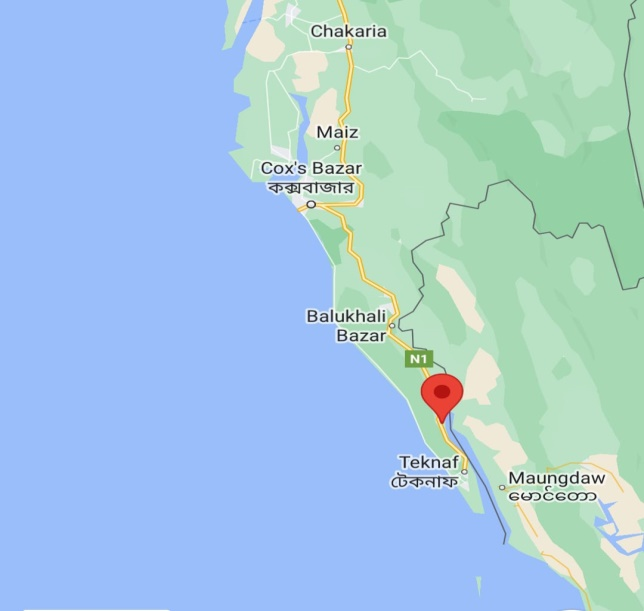 Chakaria
Maiz
Cox's Bazar
কক্সবাজার
Balukhali
Bazar
N1
Teknaf
টেকনাফ
Maungdaw
မောင်တော